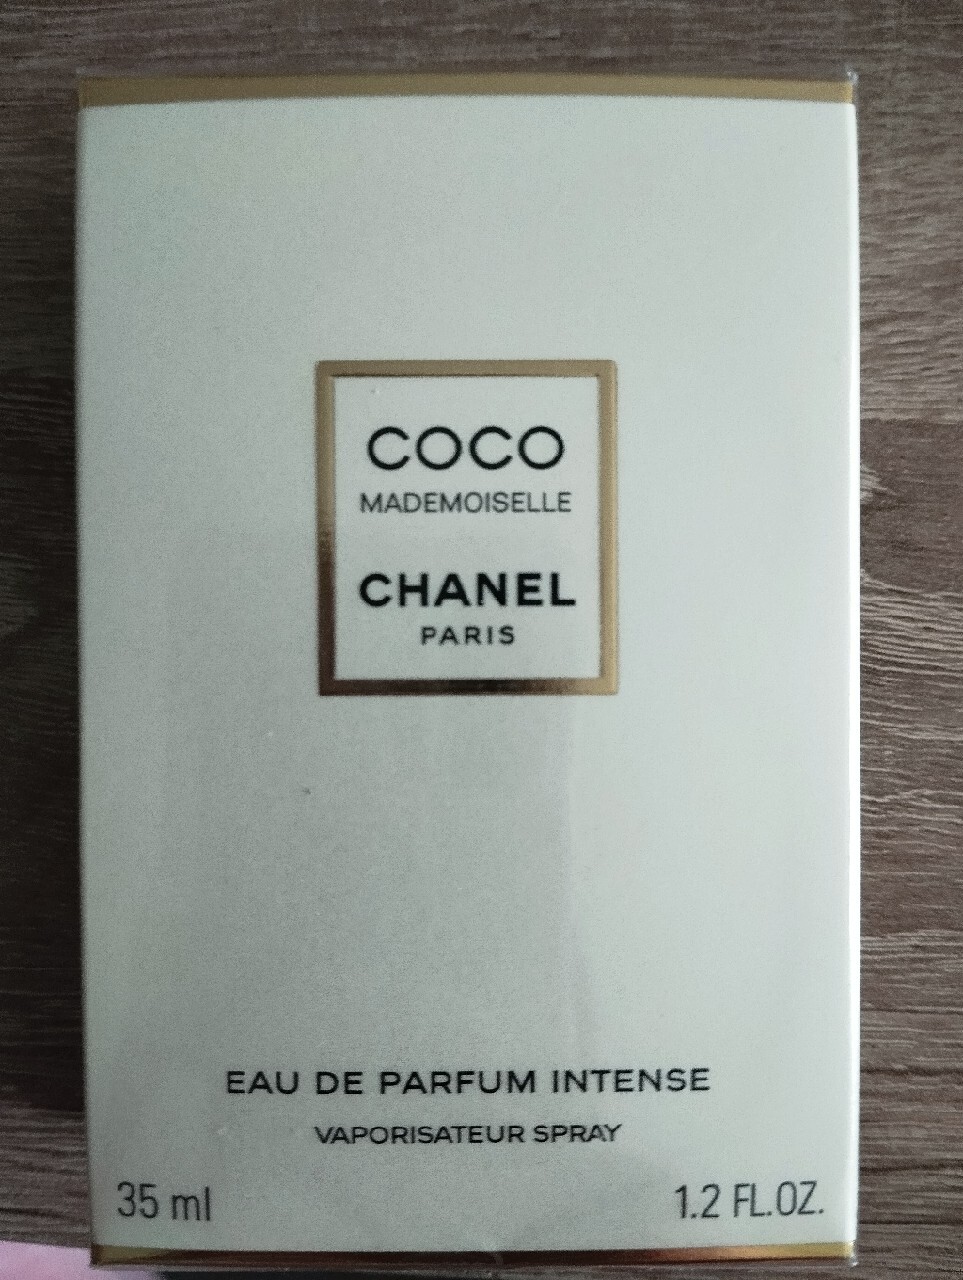 COCO
MADEMOISELLE
CHANEL
PARIS
EAU DE PARFUM INTENSE
VAPORISATEUR SPRAY
35 ml 1.2 FL.OZ.